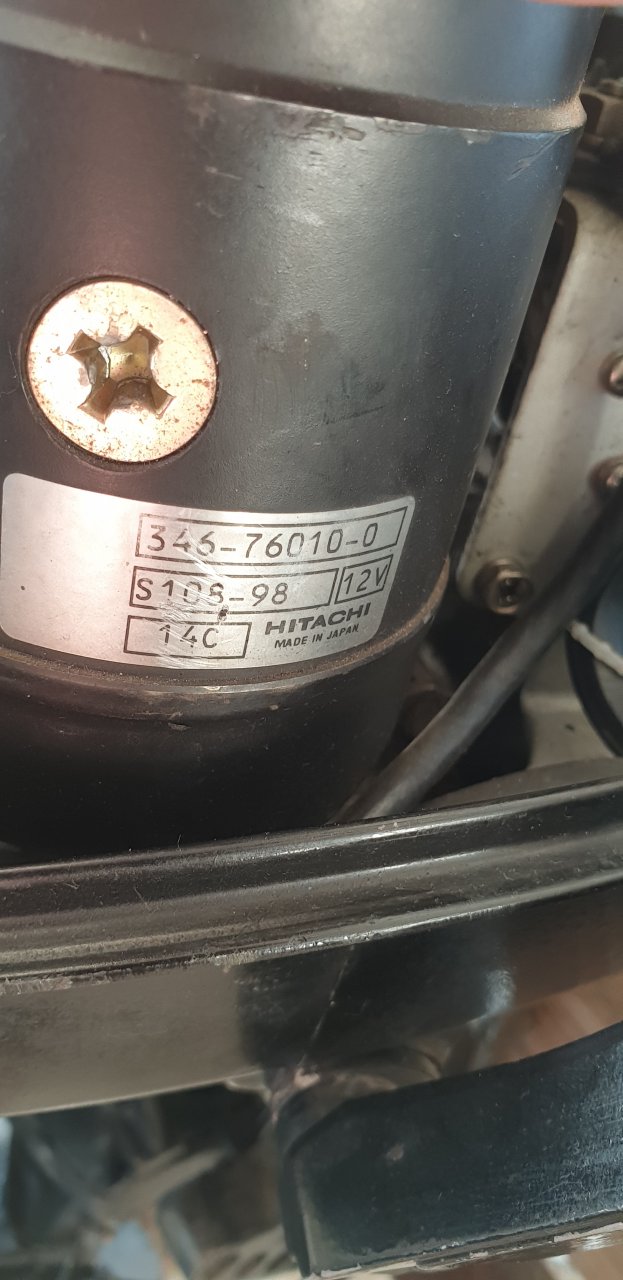 346-76010-0
S108-98 12V
14C HITACHI
MADE IN JAPAN